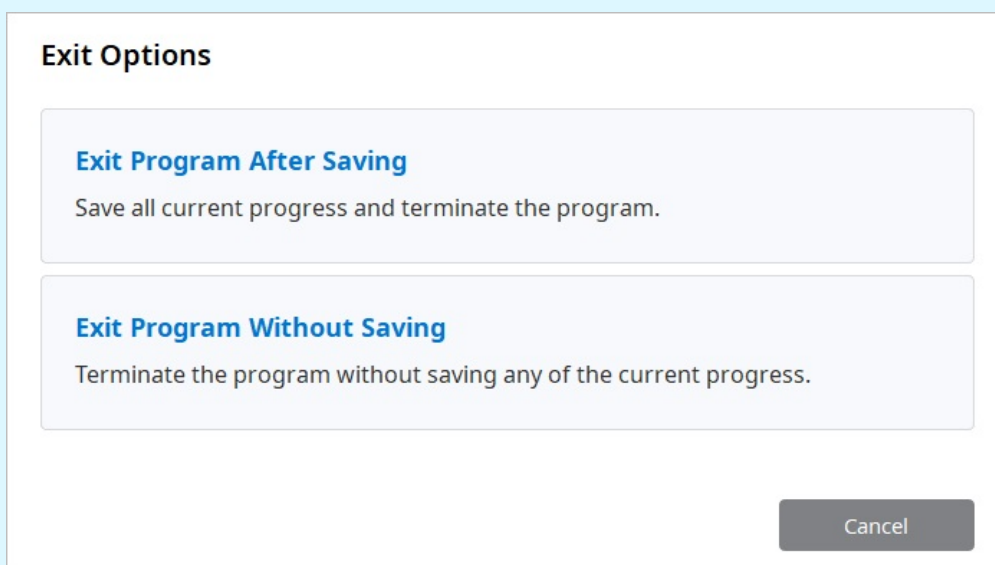 Exit Options
Exit Program After Saving
Save all current progress and terminate the program.
Exit Program Without Saving
Terminate the program without saving any of the current progress.
Cancel